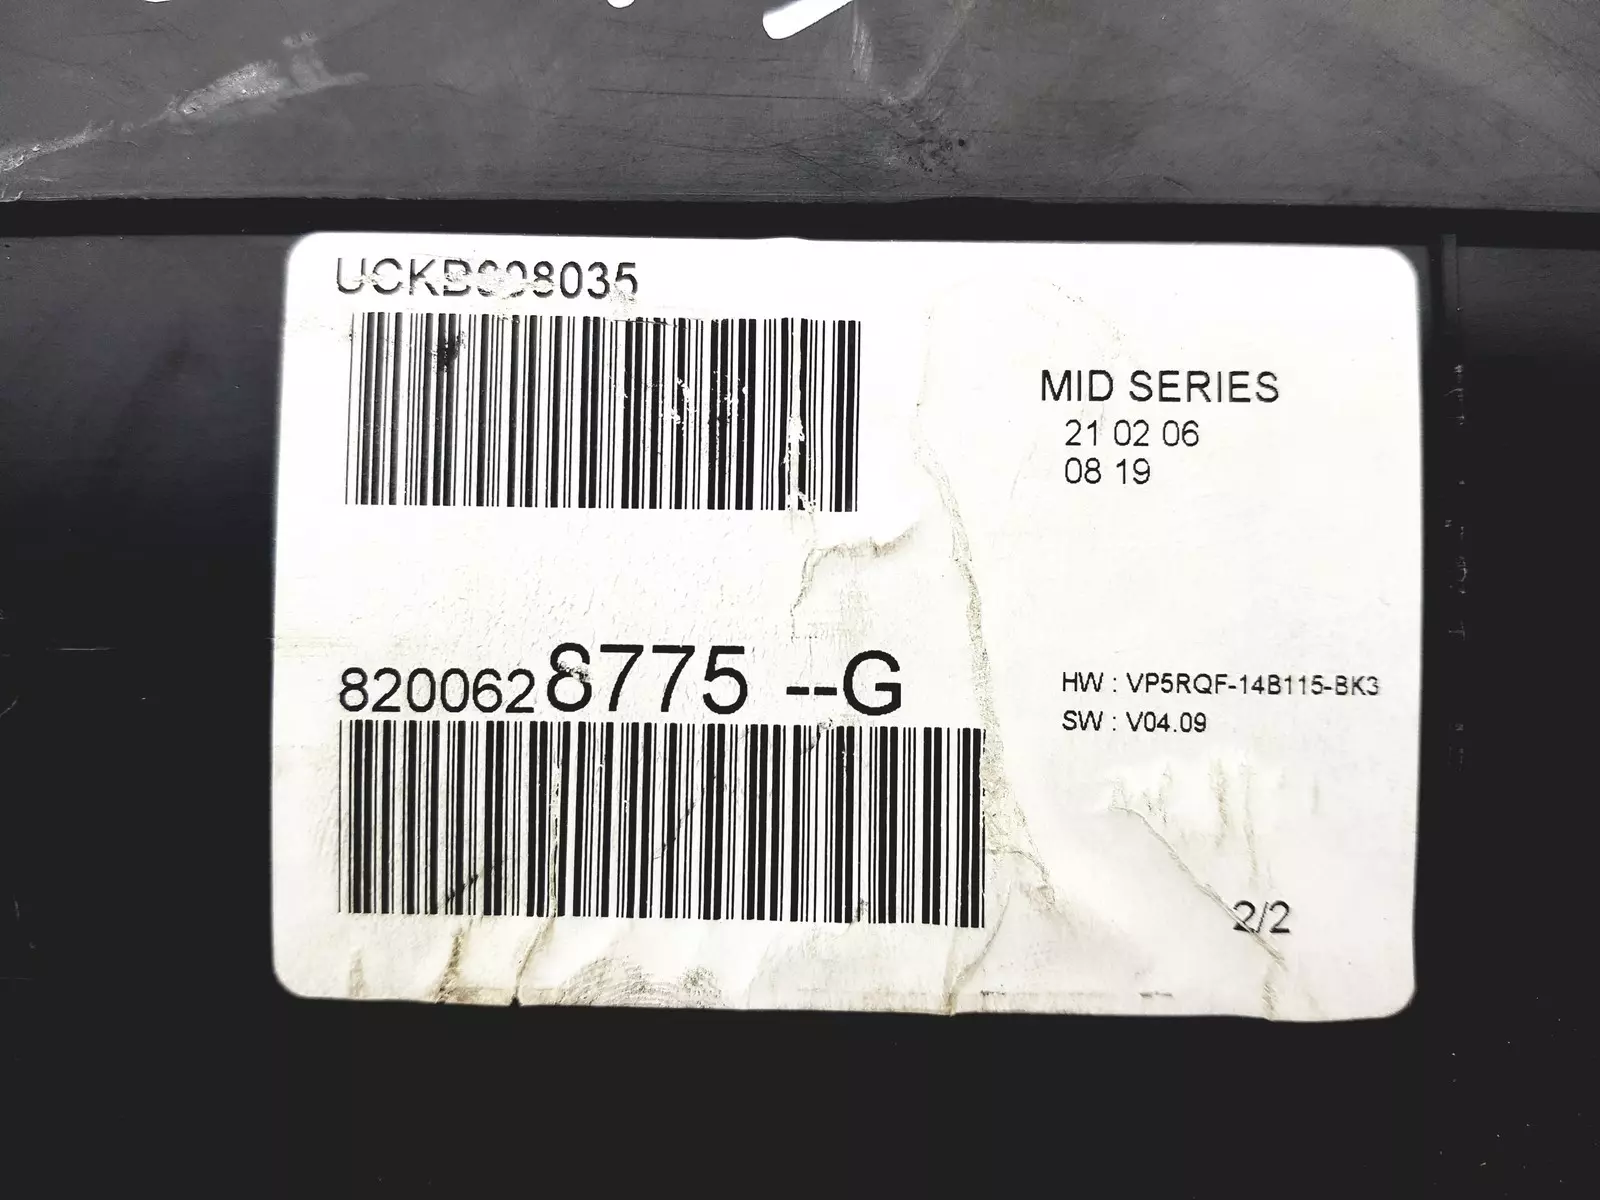 MID SERIES
21 02 06
08 19
8200628775 --G
HW : VP5RQF-14B115-BK3
SW : V04.09
2/2